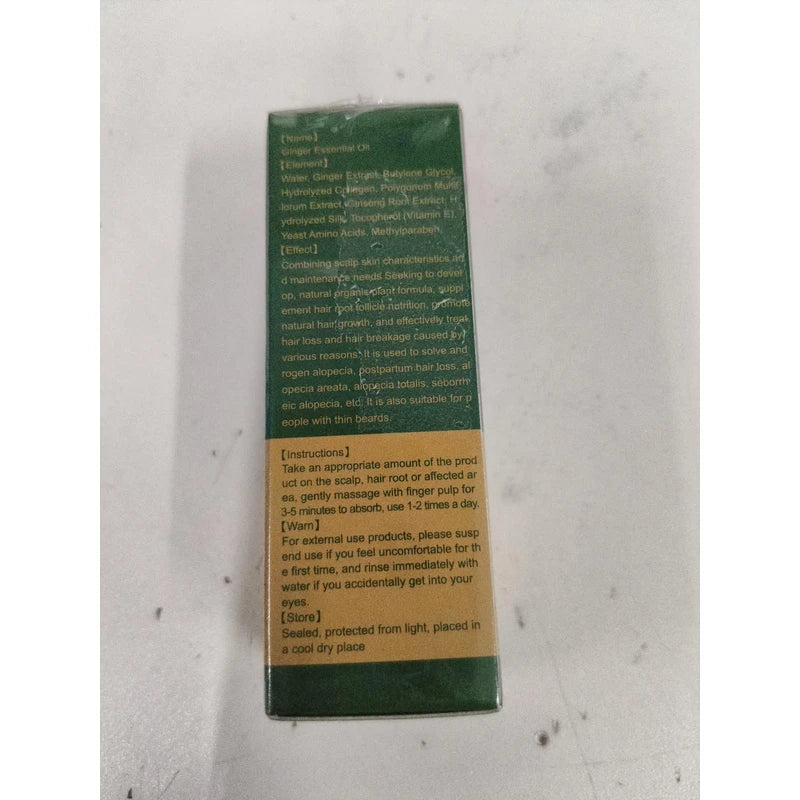 【Name】
Ginger Essential Oil
【Element】
Water, Ginger Extract, Butylene Glycol,
Hydrolyzed Collagen, Polygonum Multif
lorum Extract, Ginseng Root Extract, H
ydrolyzed Silk, Tocopherol (Vitamin E),
Yeast Amino Acids, Methylparaben
【Effect】
Combining scalp skin characteristics an
d maintenance needs Seeking to devel
op, natural organic plant formula, suppl
ement hair root follicle nutrition, promote
natural hair growth, and effectively treat
hair loss and hair breakage caused by
various reasons. It is used to solve and
rogen alopecia, postpartum hair loss, al
opecia areata, alopecia totalis, seborrh
eic alopecia, etc. It is also suitable for p
eople with thin beards.
【Instructions】
Take an appropriate amount of the prod
uct on the scalp, hair root or affected ar
ea, gently massage with finger pulp for
3-5 minutes to absorb, use 1-2 times a day.
【Warn】
For external use products, please susp
end use if you feel uncomfortable for th
e first time, and rinse immediately with
water if you accidentally get into your
eyes.
【Store】
Sealed, protected from light, placed in
a cool dry place